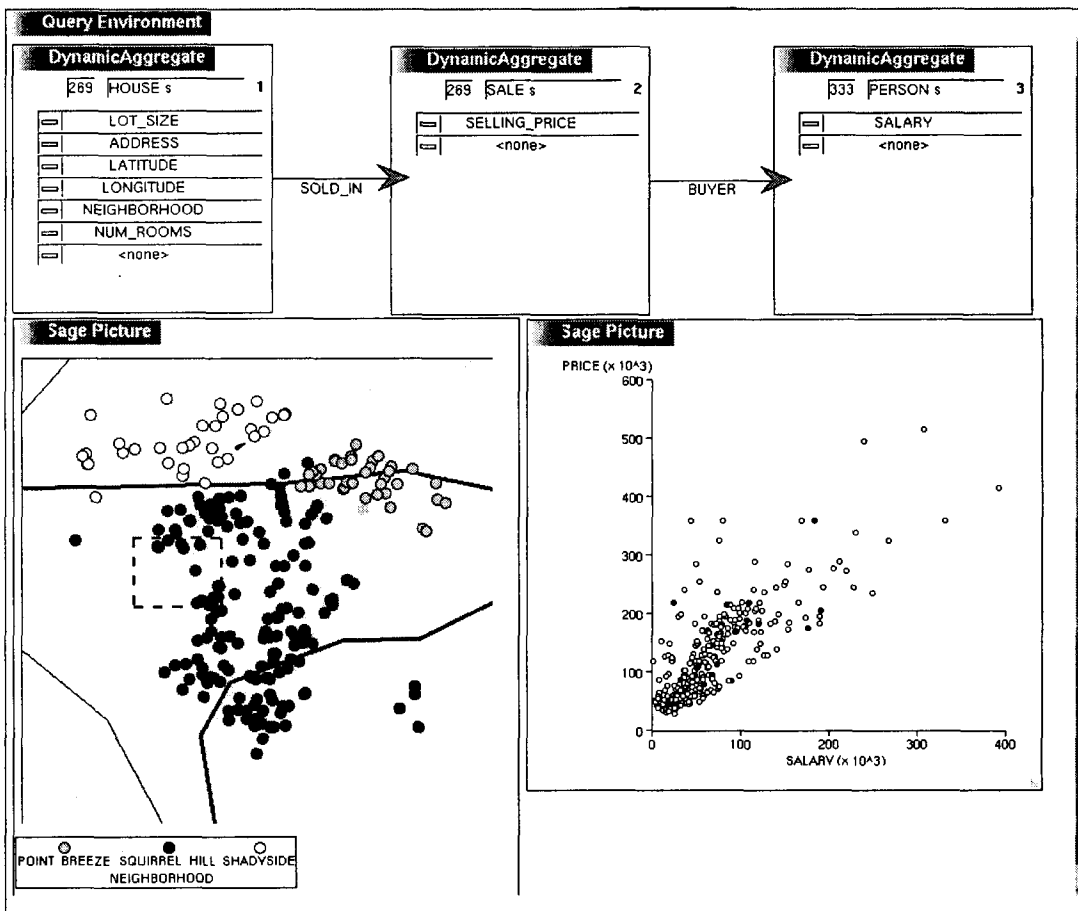 Query Environment
DynamicAggregate
269 HOUSE s 1
LOT_SIZE
ADDRESS
LATITUDE
LONGITUDE
NEIGHBORHOOD
NUM_ROOMS
<none>
SOLD_IN
DynamicAggregate
269 SALE s 2
SELLING_PRICE
<none>
BUYER
DynamicAggregate
333 PERSON s 3
SALARY
<none>
Sage Picture
POINT BREEZE SQUIRREL HILL SHADYSIDE
NEIGHBORHOOD
Sage Picture
PRICE (x 10^3)
600
500
400
300
200
100
0
0 100 200 300 400
SALARY (x 10^3)